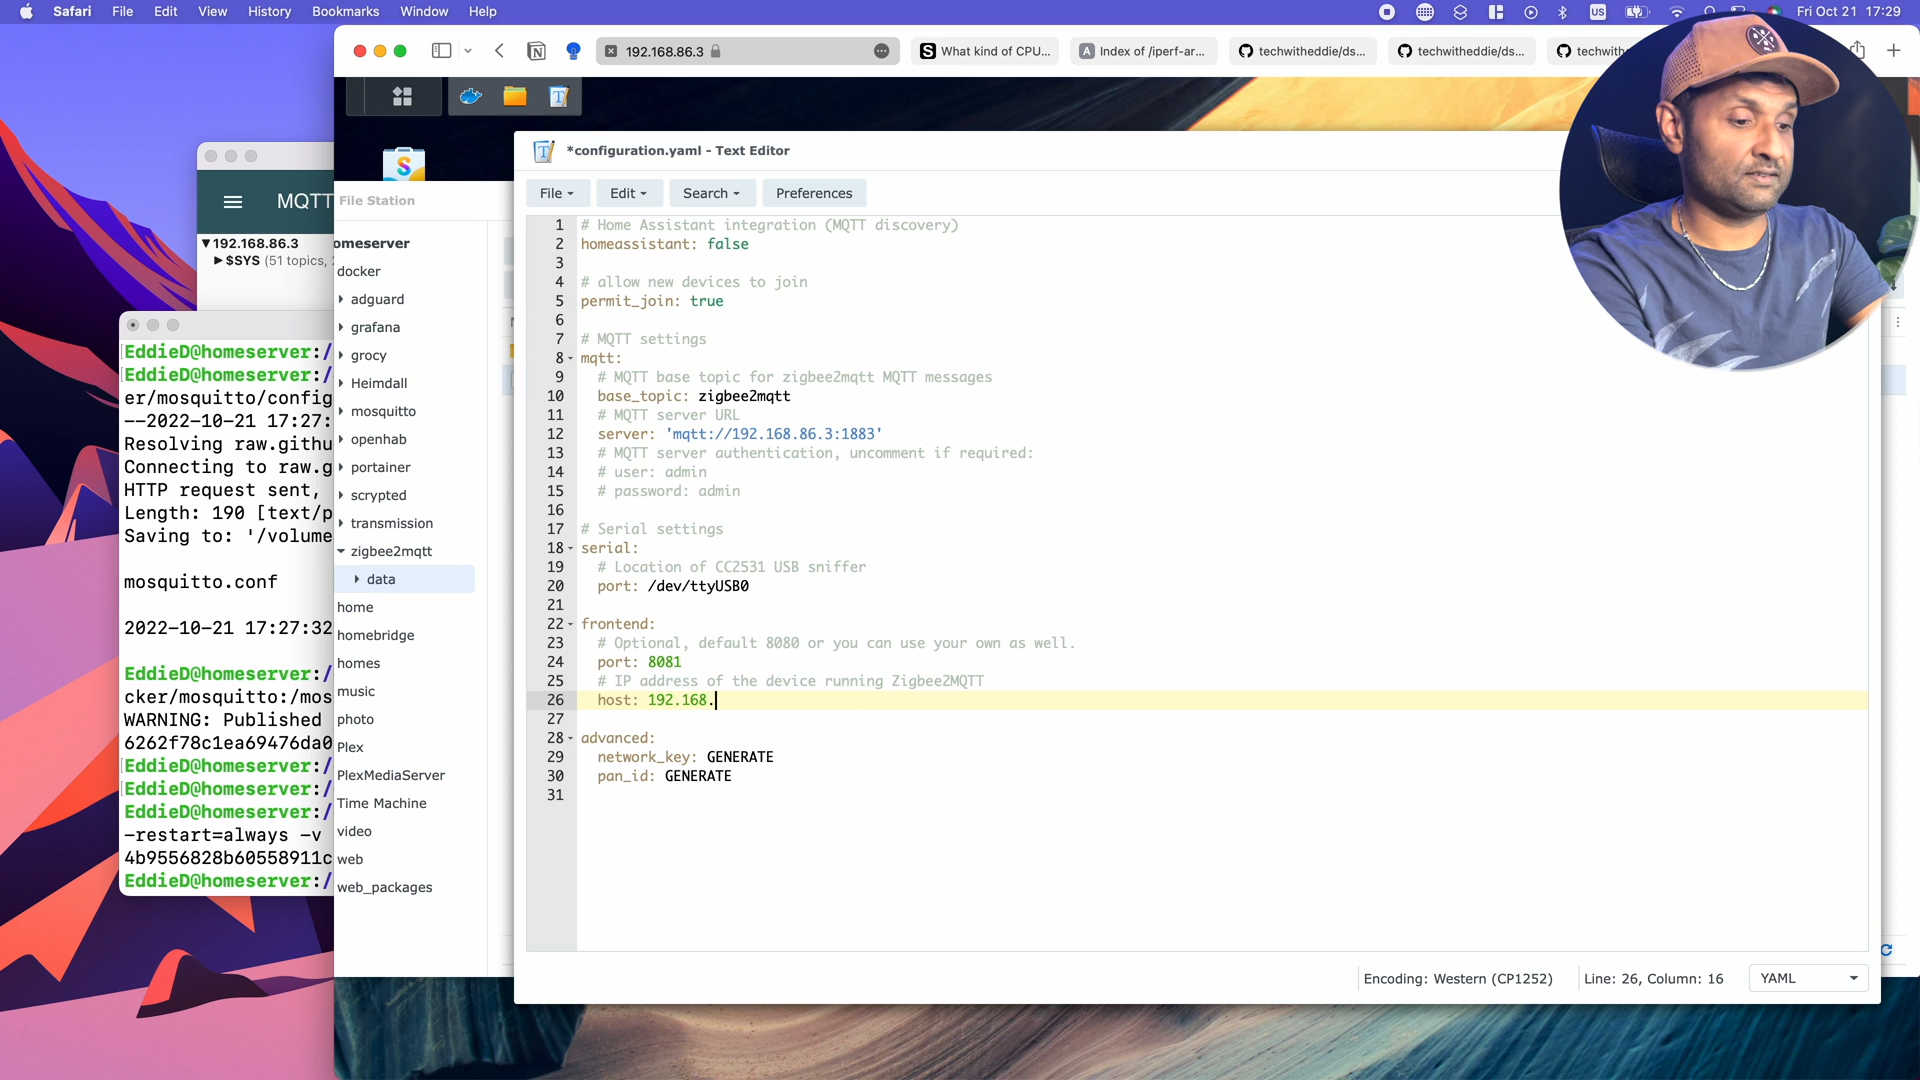 Safari File Edit View History Bookmarks Window Help
US
Fri Oct 21 17:29
192.168.86.3
What kind of CPU...
Index of /iperf-ar...
techwitheddie/ds...
techwitheddie/ds...
techwith
*configuration.yaml - Text Editor
File Edit Search Preferences
MQTT
▼192.168.86.3
▶$SYS (51 topics,
File Station
omeserver
docker
adguard
grafana
grocy
Heimdall
mosquitto
openhab
portainer
scrypted
transmission
zigbee2mqtt
data
home
homebridge
homes
music
photo
Plex
PlexMediaServer
Time Machine
video
web
web_packages
EddieD@homeserver:/
EddieD@homeserver:/
er/mosquitto/config
--2022-10-21 17:27:
Resolving raw.githu
Connecting to raw.g
HTTP request sent,
Length: 190 [text/p
Saving to: '/volume
mosquitto.conf
2022-10-21 17:27:32
EddieD@homeserver:/
cker/mosquitto:/mos
WARNING: Published
6262f78c1ea69476da0
EddieD@homeserver:/
EddieD@homeserver:/
EddieD@homeserver:/
-restart=always -v
4b9556828b60558911c
EddieD@homeserver:/
1 # Home Assistant integration (MQTT discovery)
2 homeassistant: false
3
4 # allow new devices to join
5 permit_join: true
6
7 # MQTT settings
8 mqtt:
9 # MQTT base topic for zigbee2mqtt MQTT messages
10 base_topic: zigbee2mqtt
11 # MQTT server URL
12 server: 'mqtt://192.168.86.3:1883'
13 # MQTT server authentication, uncomment if required:
14 # user: admin
15 # password: admin
16
17 # Serial settings
18 serial:
19 # Location of CC2531 USB sniffer
20 port: /dev/ttyUSB0
21
22 frontend:
23 # Optional, default 8080 or you can use your own as well.
24 port: 8081
25 # IP address of the device running Zigbee2MQTT
26 host: 192.168.
27
28 advanced:
29 network_key: GENERATE
30 pan_id: GENERATE
31
Encoding: Western (CP1252)
Line: 26, Column: 16
YAML